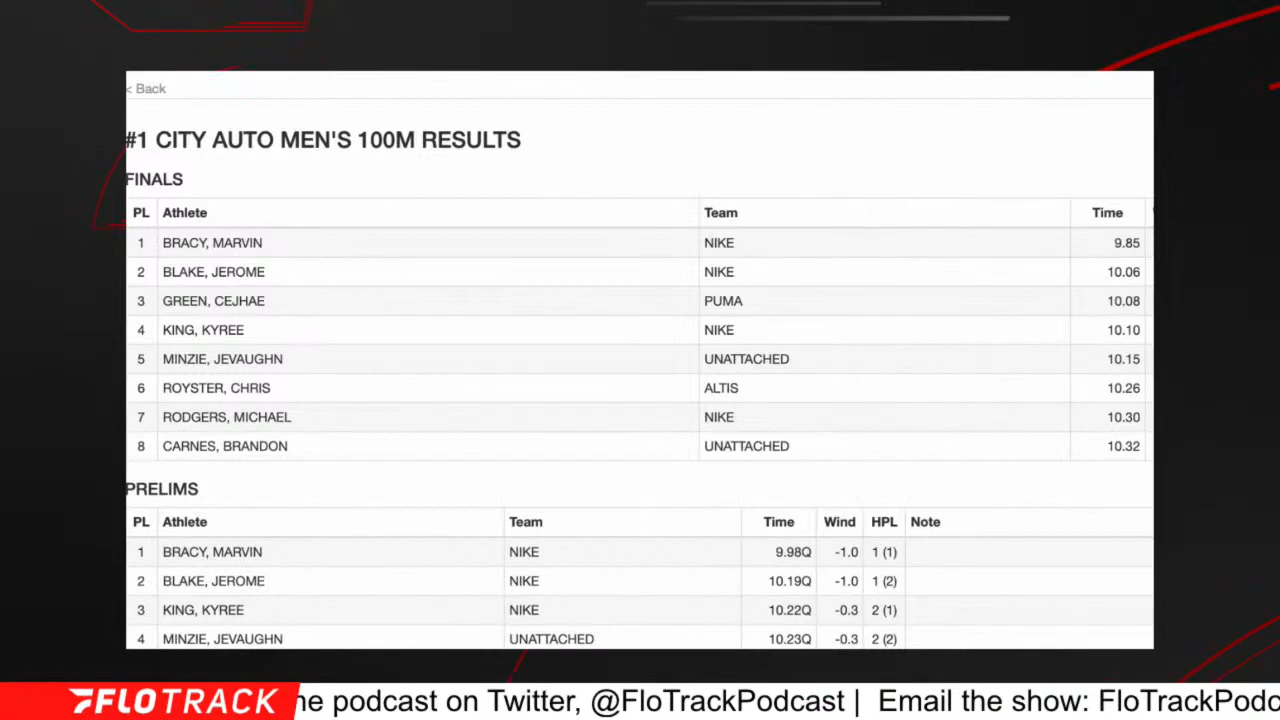 < Back
#1 CITY AUTO MEN'S 100M RESULTS
FINALS
PL Athlete Team Time
1 BRACY, MARVIN NIKE 9.85
2 BLAKE, JEROME NIKE 10.06
3 GREEN, CEJHAE PUMA 10.08
4 KING, KYREE NIKE 10.10
5 MINZIE, JEVAUGHN UNATTACHED 10.15
6 ROYSTER, CHRIS ALTIS 10.26
7 RODGERS, MICHAEL NIKE 10.30
8 CARNES, BRANDON UNATTACHED 10.32
PRELIMS
PL Athlete Team Time Wind HPL Note
1 BRACY, MARVIN NIKE 9.98Q -1.0 1 (1)
2 BLAKE, JEROME NIKE 10.19Q -1.0 1 (2)
3 KING, KYREE NIKE 10.22Q -0.3 2 (1)
4 MINZIE, JEVAUGHN UNATTACHED 10.23Q -0.3 2 (2)
FLOTRACK he podcast on Twitter, @FloTrackPodcast | Email the show: FloTrackPodc